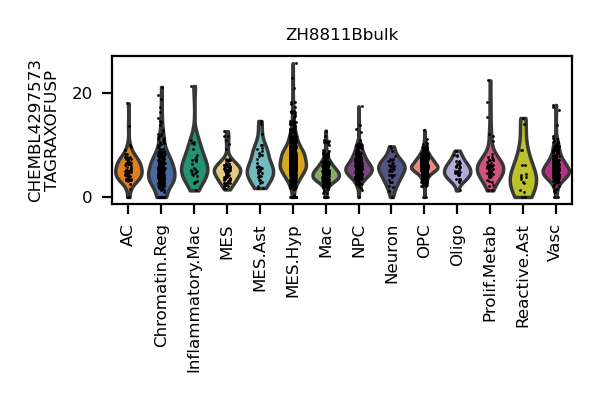 ZH8811Bbulk
CHEMBL4297573
TAGRAXOFUSP
20
0
AC
Chromatin.Reg
Inflammatory.Mac
MES
MES.Ast
MES.Hyp
Mac
NPC
Neuron
OPC
Oligo
Prolif.Metab
Reactive.Ast
Vasc